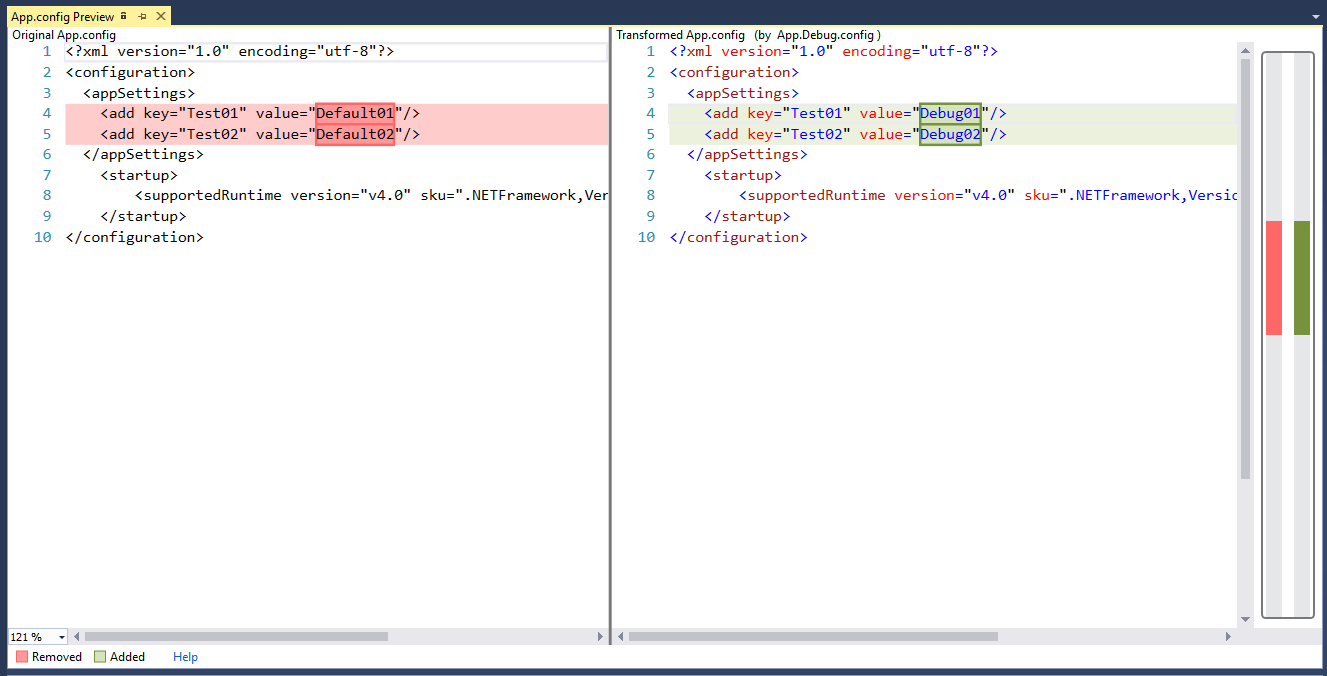 App.config Preview
Original App.config
1 <?xml version="1.0" encoding="utf-8"?>
2 <configuration>
3   <appSettings>
4     <add key="Test01" value="Default01"/>
5     <add key="Test02" value="Default02"/>
6   </appSettings>
7     <startup>
8         <supportedRuntime version="v4.0" sku=".NETFramework,Ver
9     </startup>
10 </configuration>
Transformed App.config (by App.Debug.config )
1 <?xml version="1.0" encoding="utf-8"?>
2 <configuration>
3   <appSettings>
4     <add key="Test01" value="Debug01"/>
5     <add key="Test02" value="Debug02"/>
6   </appSettings>
7     <startup>
8         <supportedRuntime version="v4.0" sku=".NETFramework,Versio
9     </startup>
10 </configuration>
121 %
Removed Added Help